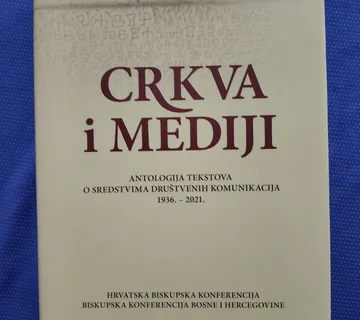 CRKVA
i MEDIJI
ANTOLOGIJA TEKSTOVA
O SREDSTVIMA DRUŠTVENIH KOMUNIKACIJA
1936. – 2021.
HRVATSKA BISKUPSKA KONFERENCIJA
BISKUPSKA KONFERENCIJA BOSNE I HERCEGOVINE